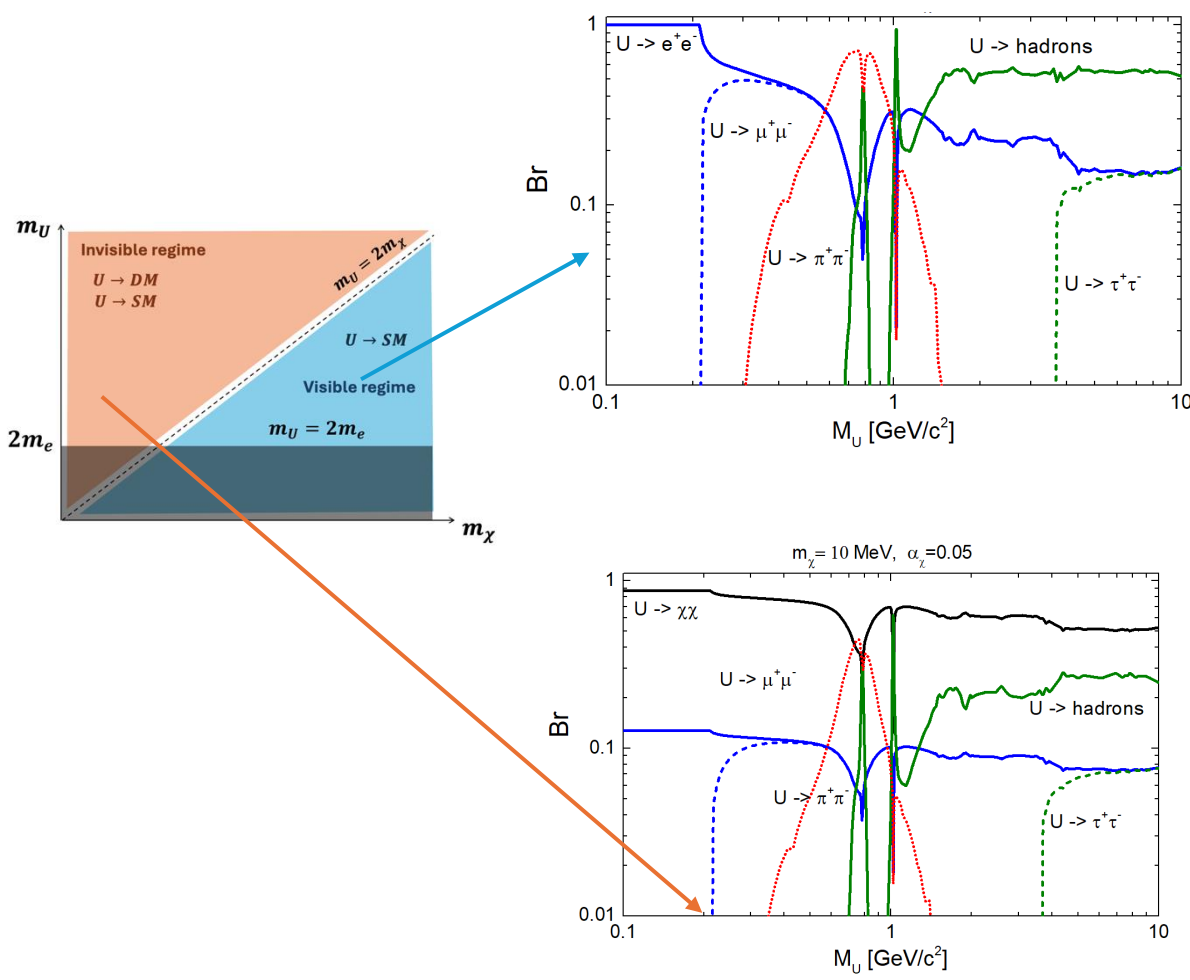 1
U -> e⁺e⁻
U -> hadrons
U -> μ⁺μ⁻
Br
0.1
U -> π⁺π⁻
U -> τ⁺τ⁻
0.01
0.1
1
10
M_U [GeV/c²]
m_U
Invisible regime
U → DM
U → SM
m_U = 2m_χ
U → SM
Visible regime
m_U = 2m_e
2m_e
m_χ
m_χ = 10 MeV, α_χ=0.05
1
U -> χχ
U -> μ⁺μ⁻
U -> hadrons
Br
0.1
U -> π⁺π⁻
U -> τ⁺τ⁻
0.01
0.1
1
10
M_U [GeV/c²]